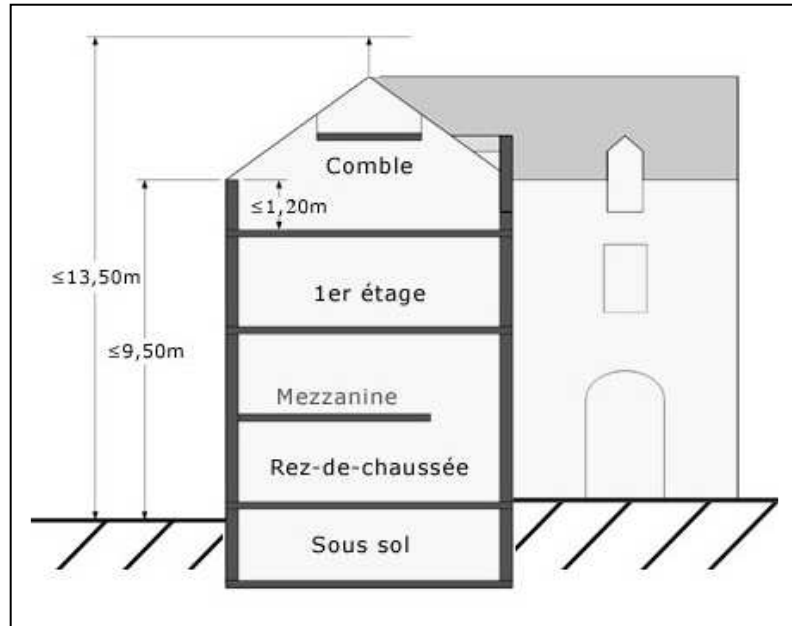 Comble
≤1,20m
≤13,50m
1er étage
≤9,50m
Mezzanine
Rez-de-chaussée
Sous sol